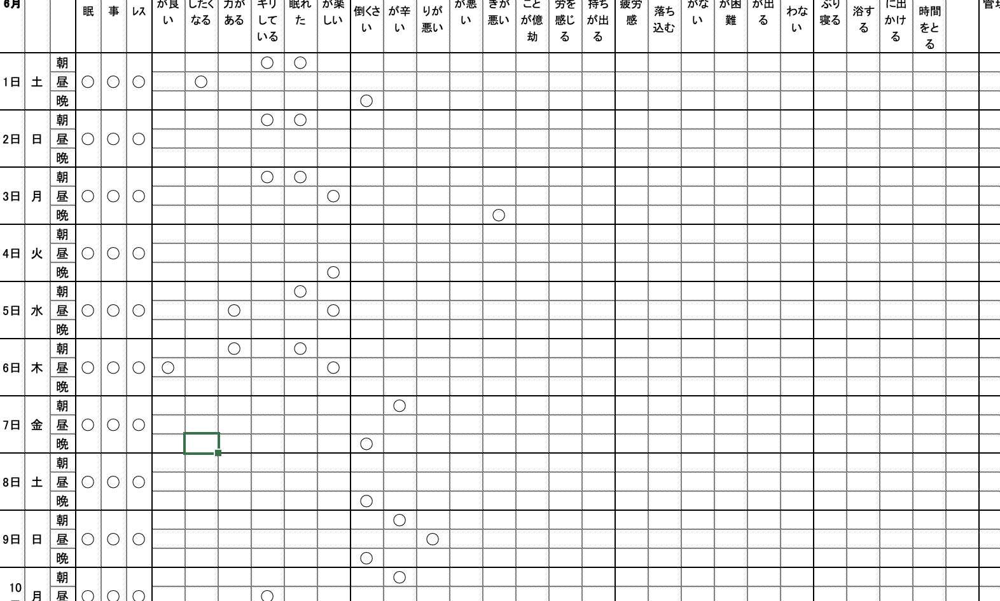 6月 眠 事 ﾚｽ が良い したくなる 力がある キリしている 眠れた が楽しい 倒くさい が辛い りが悪い が悪い きが悪い ことが億劫 労を感じる 持ちが出る 疲労感 落ち込む がない が困難 が出る わない ぶり寝る 浴する に出かける 時間をとる
朝 ○ ○
1日 土 昼 ○ ○ ○ ○
晩 ○
朝 ○ ○
2日 日 昼 ○ ○ ○
晩
朝 ○ ○
3日 月 昼 ○ ○ ○ ○
晩 ○
朝
4日 火 昼 ○ ○ ○
晩 ○
朝 ○
5日 水 昼 ○ ○ ○ ○ ○
晩
朝 ○ ○
6日 木 昼 ○ ○ ○ ○ ○
晩
朝 ○
7日 金 昼 ○ ○ ○
晩 ○
朝
8日 土 昼 ○ ○ ○
晩 ○
朝 ○
9日 日 昼 ○ ○ ○ ○
晩 ○
朝 ○
10 月 昼 ○ ○ ○ ○